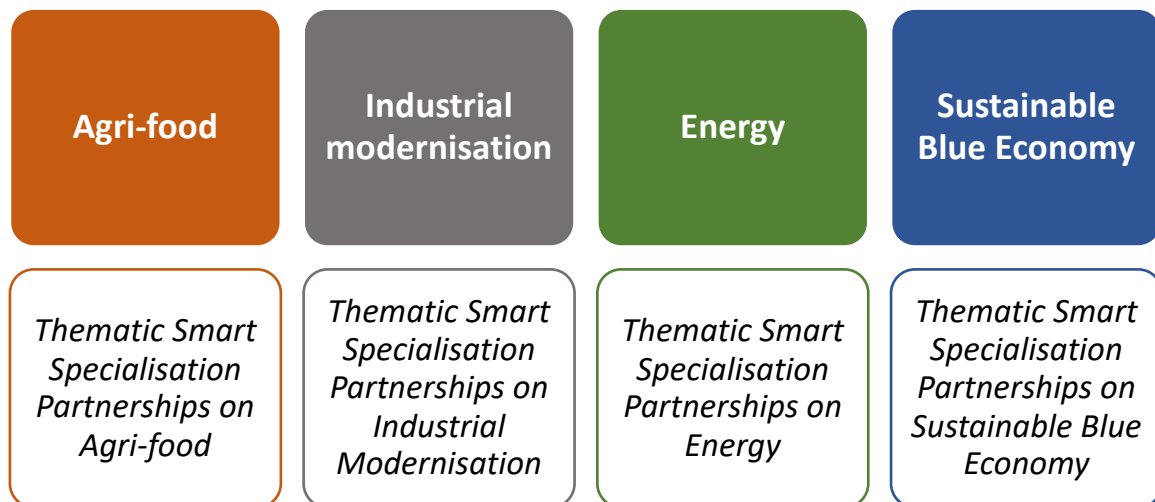 Agri-food
Industrial
modernisation
Energy
Sustainable
Blue Economy
Thematic Smart
Specialisation
Partnerships on
Agri-food
Thematic Smart
Specialisation
Partnerships on
Industrial
Modernisation
Thematic Smart
Specialisation
Partnerships on
Energy
Thematic Smart
Specialisation
Partnerships on
Sustainable Blue
Economy